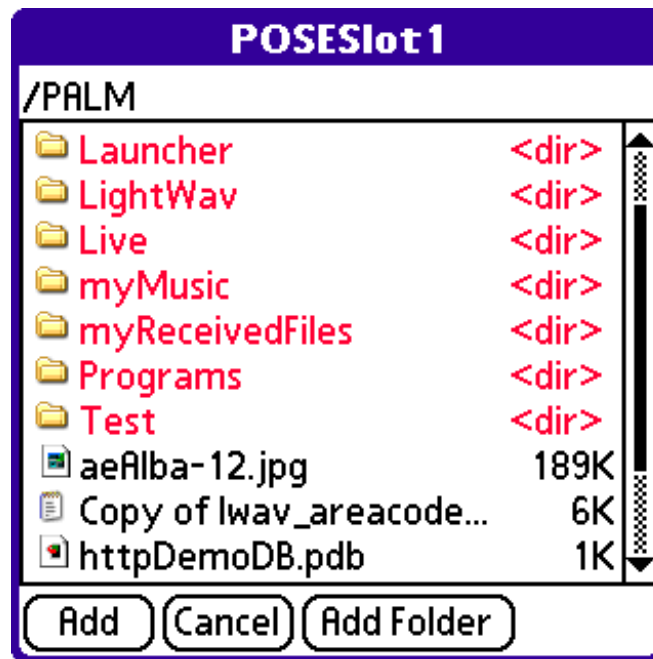 POSESlot1
/PALM
Launcher <dir>
LightWav <dir>
Live <dir>
myMusic <dir>
myReceivedFiles <dir>
Programs <dir>
Test <dir>
aeAlba-12.jpg 189K
Copy of lwav_areacode... 6K
httpDemoDB.pdb 1K
Add Cancel Add Folder